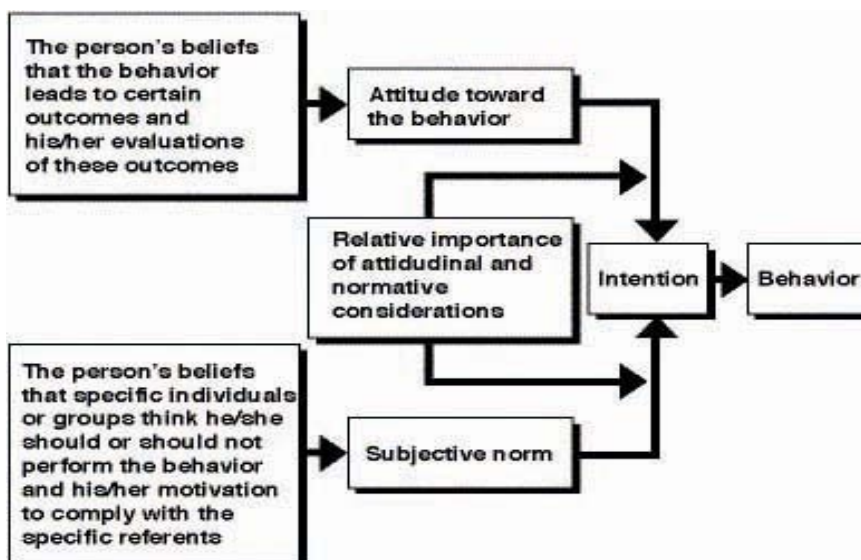 The person's beliefs
that the behavior
leads to certain
outcomes and
his/her evaluations
of these outcomes
Attitude toward
the behavior
Relative importance
of attidudinal and
normative
considerations
Intention
Behavior
The person's beliefs
that specific individuals
or groups think he/she
should or should not
perform the behavior
and his/her motivation
to comply with the
specific referents
Subjective norm